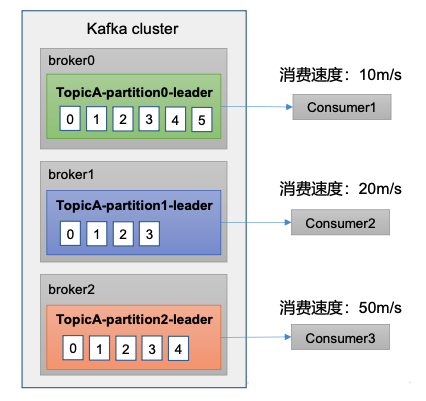 Kafka cluster
broker0
TopicA-partition0-leader
0 1 2 3 4 5
消费速度：10m/s
Consumer1
broker1
TopicA-partition1-leader
0 1 2 3
消费速度：20m/s
Consumer2
broker2
TopicA-partition2-leader
0 1 2 3 4
消费速度：50m/s
Consumer3